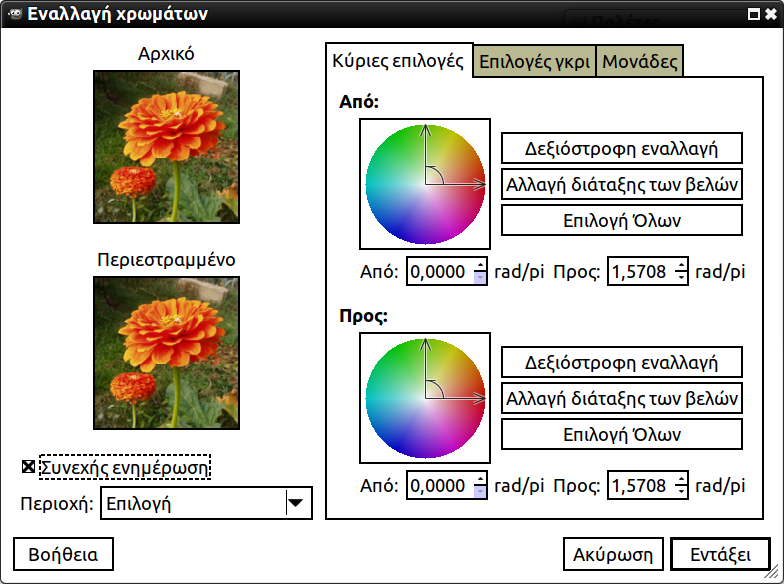 Εναλλαγή χρωμάτων
Αρχικό
Περιεστραμμένο
Συνεχής ενημέρωση
Περιοχή: Επιλογή
Κύριες επιλογές Επιλογές γκρι Μονάδες
Από:
Δεξιόστροφη εναλλαγή
Αλλαγή διάταξης των βελών
Επιλογή Όλων
Από: 0,0000 rad/pi Προς: 1,5708 rad/pi
Προς:
Δεξιόστροφη εναλλαγή
Αλλαγή διάταξης των βελών
Επιλογή Όλων
Από: 0,0000 rad/pi Προς: 1,5708 rad/pi
Βοήθεια Ακύρωση Εντάξει